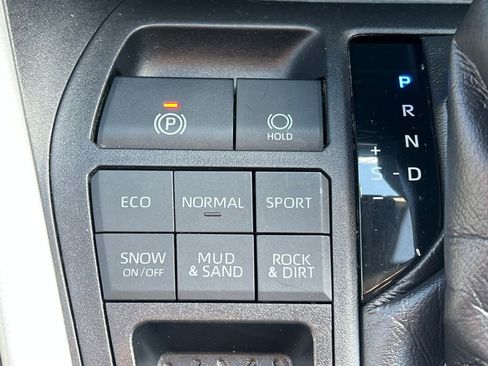 P
HOLD
ECO NORMAL SPORT
SNOW
ON/OFF
MUD
& SAND
ROCK
& DIRT
P
R
N
+
S - D
-